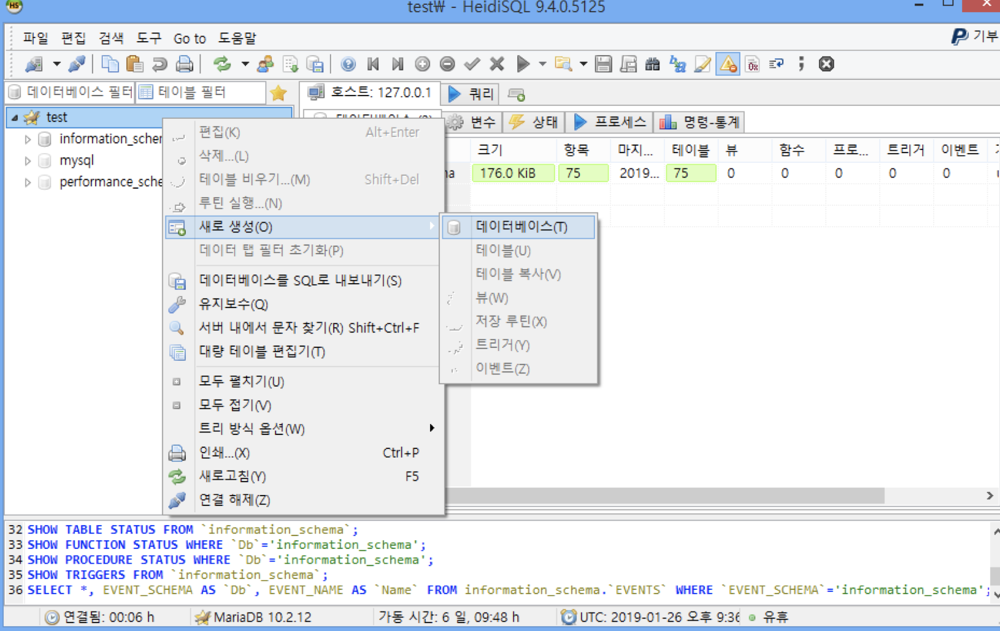 HS
test₩ - HeidiSQL 9.4.0.5125
파일 편집 검색 도구 Go to 도움말
기부
데이터베이스 필터 테이블 필터
호스트: 127.0.0.1 쿼리
변수 상태 프로세스 명령-통계
크기 항목 마지... 테이블 뷰 함수 프로... 트리거 이벤트
176.0 KiB 75 2019... 75 0 0 0 0 0
test
information_scher
mysql
performance_sche
편집(K) Alt+Enter
삭제...(L)
테이블 비우기...(M) Shift+Del
루틴 실행...(N)
새로 생성(O)
데이터 탭 필터 초기화(P)
데이터베이스를 SQL로 내보내기(S)
유지보수(Q)
서버 내에서 문자 찾기(R) Shift+Ctrl+F
대량 테이블 편집기(T)
모두 펼치기(U)
모두 접기(V)
트리 방식 옵션(W)
인쇄...(X) Ctrl+P
새로고침(Y) F5
연결 해제(Z)
데이터베이스(T)
테이블(U)
테이블 복사(V)
뷰(W)
저장 루틴(X)
트리거(Y)
이벤트(Z)
32 SHOW TABLE STATUS FROM `information_schema`;
33 SHOW FUNCTION STATUS WHERE `Db`='information_schema';
34 SHOW PROCEDURE STATUS WHERE `Db`='information_schema';
35 SHOW TRIGGERS FROM `information_schema`;
36 SELECT *, EVENT_SCHEMA AS `Db`, EVENT_NAME AS `Name` FROM information_schema.`EVENTS` WHERE `EVENT_SCHEMA`='information_schema';
연결됨: 00:06 h MariaDB 10.2.12 가동 시간: 6 일, 09:48 h UTC: 2019-01-26 오후 9:36 유휴